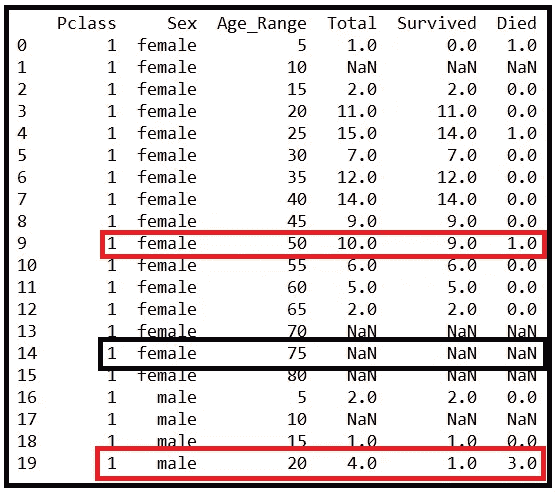 Pclass Sex Age_Range Total Survived Died
0 1 female 5 1.0 0.0 1.0
1 1 female 10 NaN NaN NaN
2 1 female 15 2.0 2.0 0.0
3 1 female 20 11.0 11.0 0.0
4 1 female 25 15.0 14.0 1.0
5 1 female 30 7.0 7.0 0.0
6 1 female 35 12.0 12.0 0.0
7 1 female 40 14.0 14.0 0.0
8 1 female 45 9.0 9.0 0.0
9 1 female 50 10.0 9.0 1.0
10 1 female 55 6.0 6.0 0.0
11 1 female 60 5.0 5.0 0.0
12 1 female 65 2.0 2.0 0.0
13 1 female 70 NaN NaN NaN
14 1 female 75 NaN NaN NaN
15 1 female 80 NaN NaN NaN
16 1 male 5 2.0 2.0 0.0
17 1 male 10 NaN NaN NaN
18 1 male 15 1.0 1.0 0.0
19 1 male 20 4.0 1.0 3.0